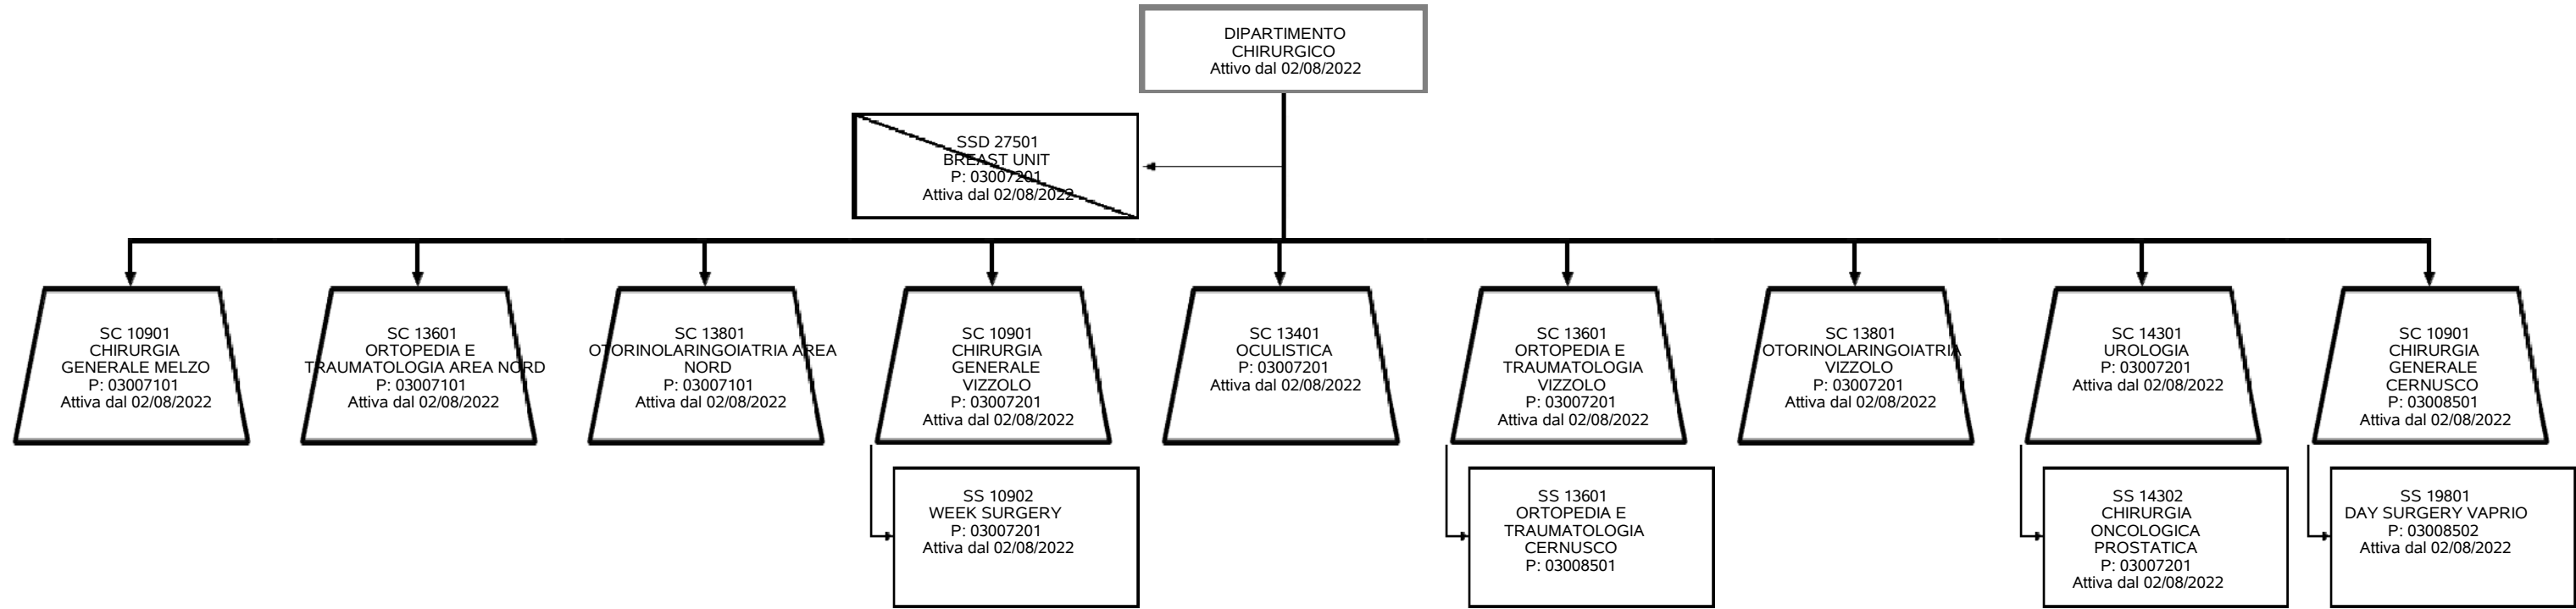 DIPARTIMENTO
CHIRURGICO
Attivo dal 02/08/2022
SSD 27501
BREAST UNIT
P: 03007201
Attiva dal 02/08/2022
SC 10901
CHIRURGIA
GENERALE MELZO
P: 03007101
Attiva dal 02/08/2022
SC 13601
ORTOPEDIA E
TRAUMATOLOGIA AREA NORD
P: 03007101
Attiva dal 02/08/2022
SC 13801
OTORINOLARINGOIATRIA AREA
NORD
P: 03007101
Attiva dal 02/08/2022
SC 10901
CHIRURGIA
GENERALE
VIZZOLO
P: 03007201
Attiva dal 02/08/2022
SC 13401
OCULISTICA
P: 03007201
Attiva dal 02/08/2022
SC 13601
ORTOPEDIA E
TRAUMATOLOGIA
VIZZOLO
P: 03007201
Attiva dal 02/08/2022
SC 13801
OTORINOLARINGOIATRIA
VIZZOLO
P: 03007201
Attiva dal 02/08/2022
SC 14301
UROLOGIA
P: 03007201
Attiva dal 02/08/2022
SC 10901
CHIRURGIA
GENERALE
CERNUSCO
P: 03008501
Attiva dal 02/08/2022
SS 10902
WEEK SURGERY
P: 03007201
Attiva dal 02/08/2022
SS 13601
ORTOPEDIA E
TRAUMATOLOGIA
CERNUSCO
P: 03008501
SS 14302
CHIRURGIA
ONCOLOGICA
PROSTATICA
P: 03007201
Attiva dal 02/08/2022
SS 19801
DAY SURGERY VAPRIO
P: 03008502
Attiva dal 02/08/2022